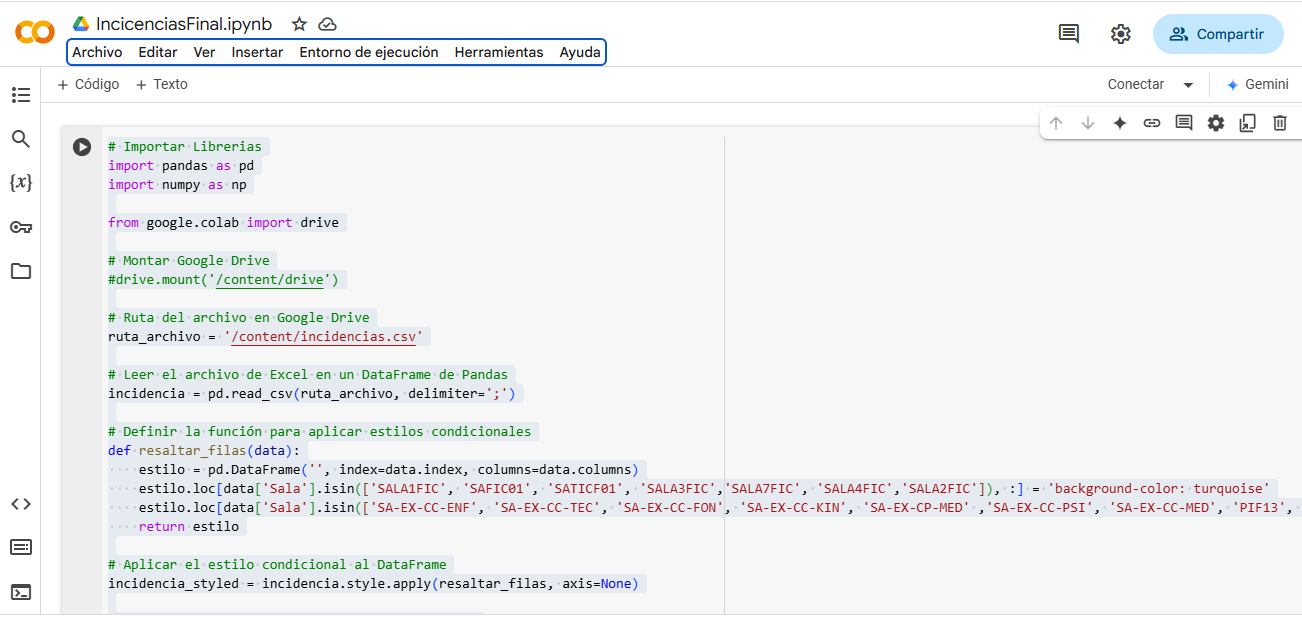 IncicenciasFinal.ipynb
Archivo Editar Ver Insertar Entorno de ejecución Herramientas Ayuda
Compartir
+ Código + Texto
Conectar
Gemini
{x}
# Importar Librerias
import pandas as pd
import numpy as np
from google.colab import drive
# Montar Google Drive
#drive.mount('/content/drive')
# Ruta del archivo en Google Drive
ruta_archivo = '/content/incidencias.csv'
# Leer el archivo de Excel en un DataFrame de Pandas
incidencia = pd.read_csv(ruta_archivo, delimiter=';')
# Definir la función para aplicar estilos condicionales
def resaltar_filas(data):
estilo = pd.DataFrame('', index=data.index, columns=data.columns)
estilo.loc[data['Sala'].isin(['SALA1FIC', 'SAFIC01', 'SATICF01', 'SALA3FIC','SALA7FIC', 'SALA4FIC','SALA2FIC']), :] = 'background-color: turquoise'
estilo.loc[data['Sala'].isin(['SA-EX-CC-ENF', 'SA-EX-CC-TEC', 'SA-EX-CC-FON', 'SA-EX-CC-KIN', 'SA-EX-CP-MED' ,'SA-EX-CC-PSI', 'SA-EX-CC-MED', 'PIF13',
return estilo
# Aplicar el estilo condicional al DataFrame
incidencia_styled = incidencia.style.apply(resaltar_filas, axis=None)